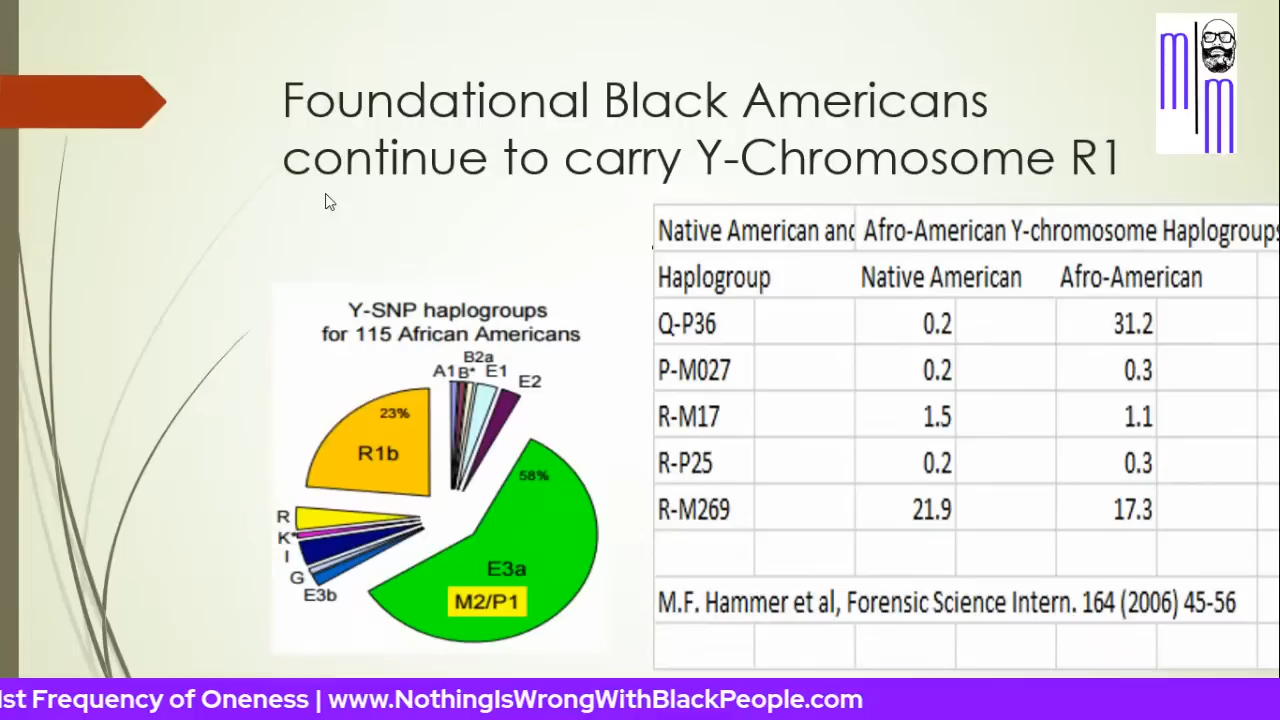 Foundational Black Americans
continue to carry Y-Chromosome R1
m
m
Native American and Afro-American Y-chromosome Haplogroups
Haplogroup Native American Afro-American
Q-P36 0.2 31.2
P-M027 0.2 0.3
R-M17 1.5 1.1
R-P25 0.2 0.3
R-M269 21.9 17.3
M.F. Hammer et al, Forensic Science Intern. 164 (2006) 45-56
Y-SNP haplogroups
for 115 African Americans
B2a
A1 B* E1
E2
23%
R1b
58%
R
K*
I
G
E3b
E3a
M2/P1
1st Frequency of Oneness | www.NothingIsWrongWithBlackPeople.com